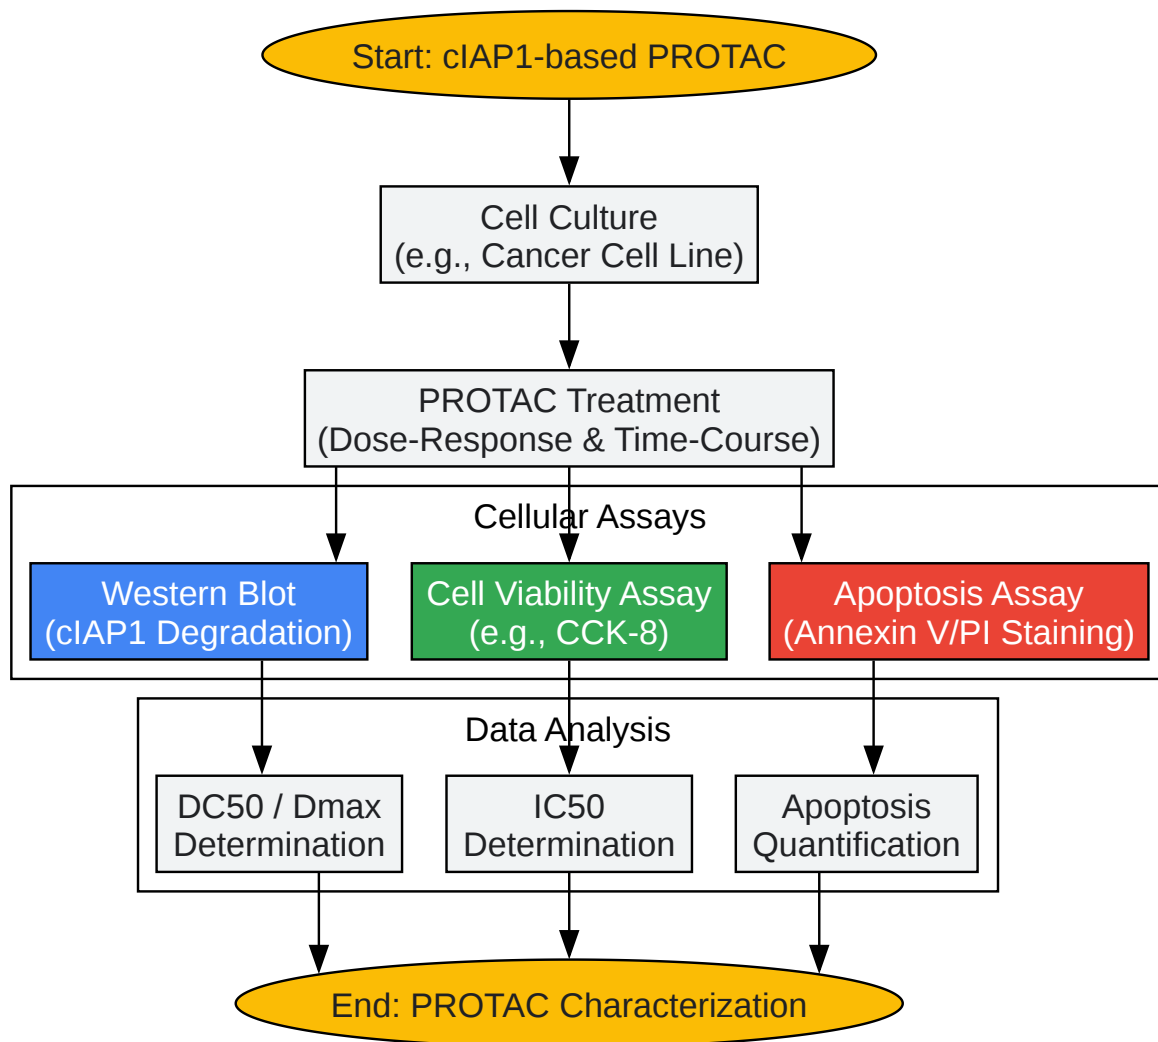 Start: cIAP1-based PROTAC
Cell Culture
(e.g., Cancer Cell Line)
PROTAC Treatment
(Dose-Response & Time-Course)
Cellular Assays
Western Blot
(cIAP1 Degradation)
Cell Viability Assay
(e.g., CCK-8)
Apoptosis Assay
(Annexin V/PI Staining)
Data Analysis
DC50 / Dmax
Determination
IC50
Determination
Apoptosis
Quantification
End: PROTAC Characterization